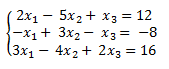 2x₁ - 5x₂ + x₃ = 12
-x₁ + 3x₂ - x₃ = -8
3x₁ - 4x₂ + 2x₃ = 16